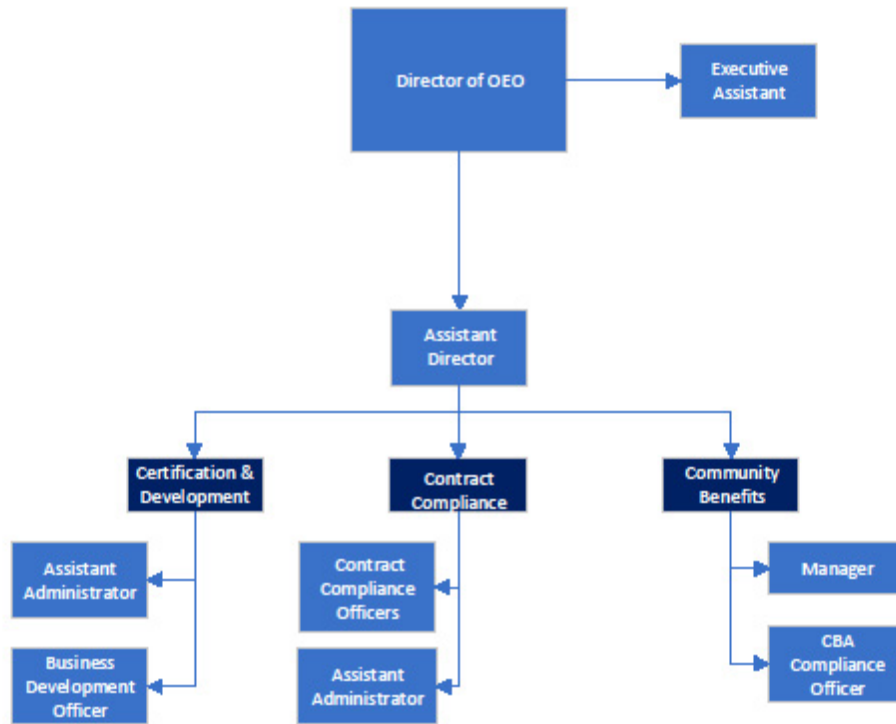 Director of OEO
Executive
Assistant
Assistant
Director
Certification &
Development
Contract
Compliance
Community
Benefits
Assistant
Administrator
Contract
Compliance
Officers
Manager
Business
Development
Officer
Assistant
Administrator
CBA
Compliance
Officer